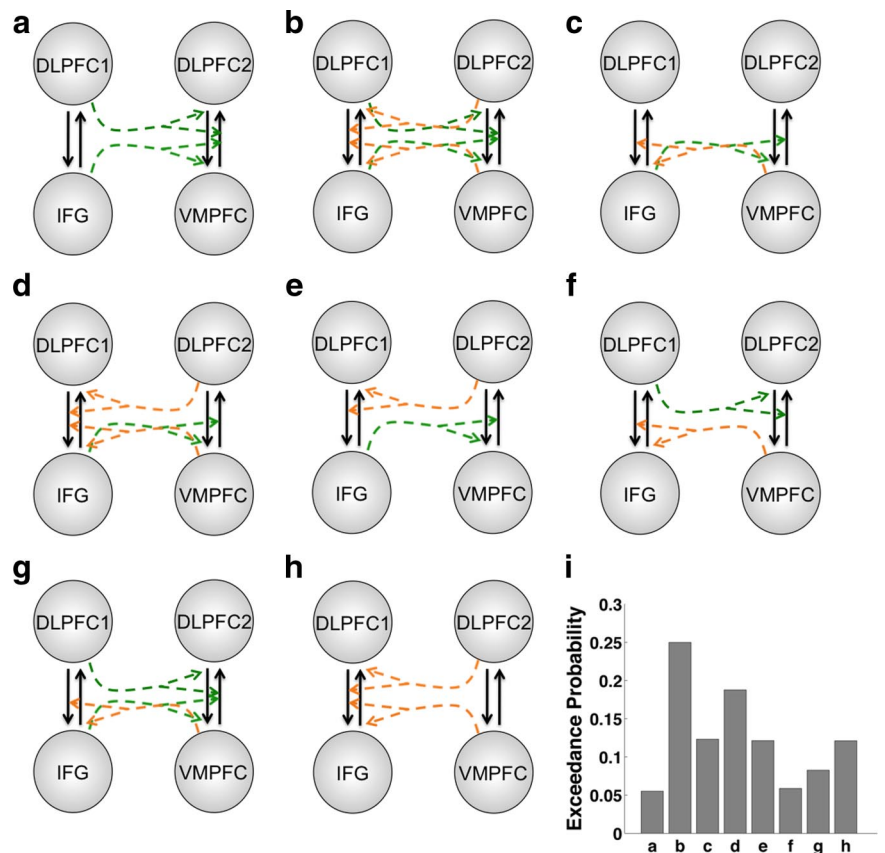 a
b
c
DLPFC1 DLPFC2
DLPFC1 DLPFC2
DLPFC1 DLPFC2
IFG VMPFC
IFG VMPFC
IFG VMPFC
d
e
f
DLPFC1 DLPFC2
DLPFC1 DLPFC2
DLPFC1 DLPFC2
IFG VMPFC
IFG VMPFC
IFG VMPFC
g
h
i
DLPFC1 DLPFC2
DLPFC1 DLPFC2
IFG VMPFC
IFG VMPFC
Exceedance Probability
0.3
0.25
0.2
0.15
0.1
0.05
0
a b c d e f g h